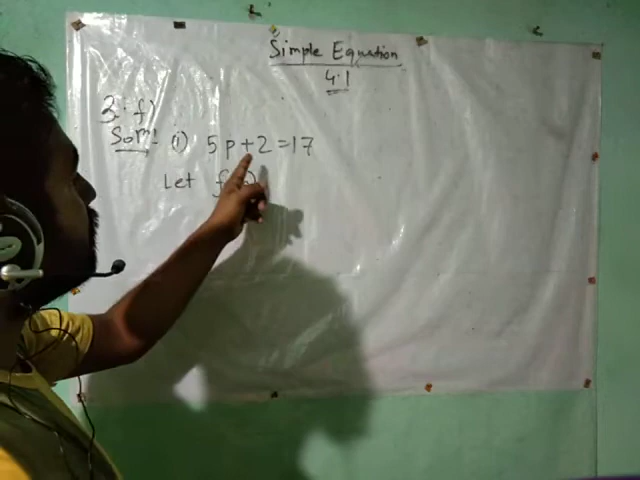 Simple Equation
4.1
3. f)
Soln: (i) 5p+2=17
Let